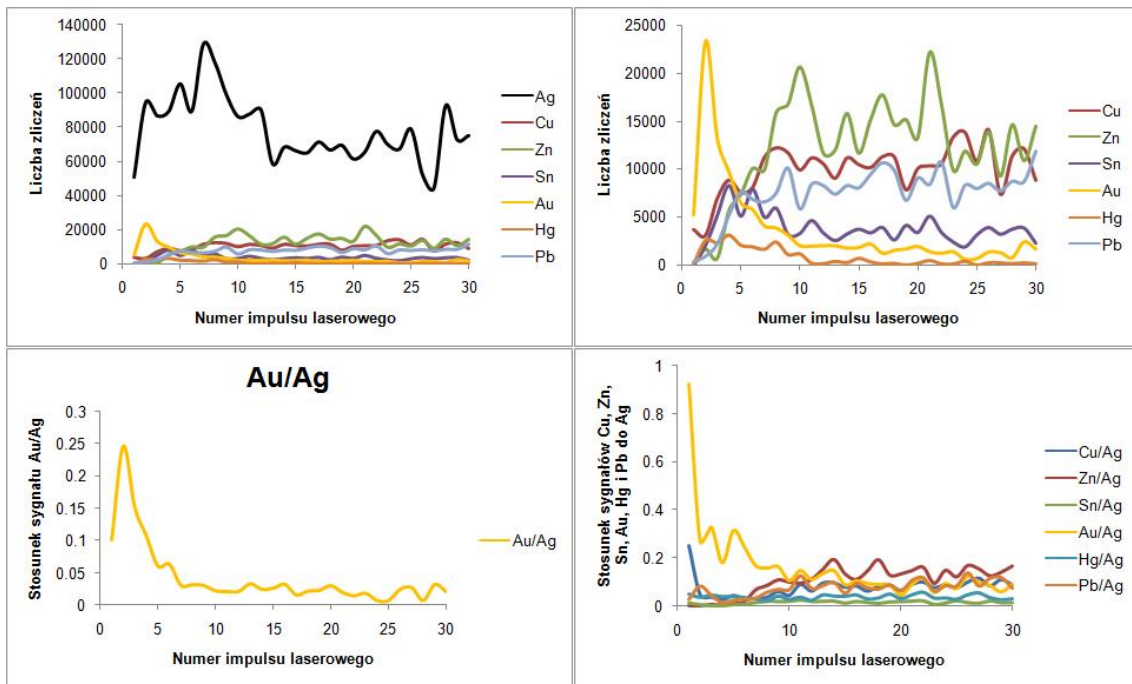 140000
120000
100000
80000
60000
40000
20000
0
Liczba zliczeń
0 5 10 15 20 25 30
Numer impulsu laserowego
Ag
Cu
Zn
Sn
Au
Hg
Pb
25000
20000
15000
10000
5000
0
Liczba zliczeń
0 5 10 15 20 25 30
Numer impulsu laserowego
Cu
Zn
Sn
Au
Hg
Pb
Au/Ag
0.3
0.25
0.2
0.15
0.1
0.05
0
Stosunek sygnału Au/Ag
0 5 10 15 20 25 30
Numer impulsu laserowego
Au/Ag
1
0.8
0.6
0.4
0.2
0
Stosunek sygnałów Cu, Zn,
Sn, Au, Hg i Pb do Ag
0 10 20 30
Numer impulsu laserowego
Cu/Ag
Zn/Ag
Sn/Ag
Au/Ag
Hg/Ag
Pb/Ag